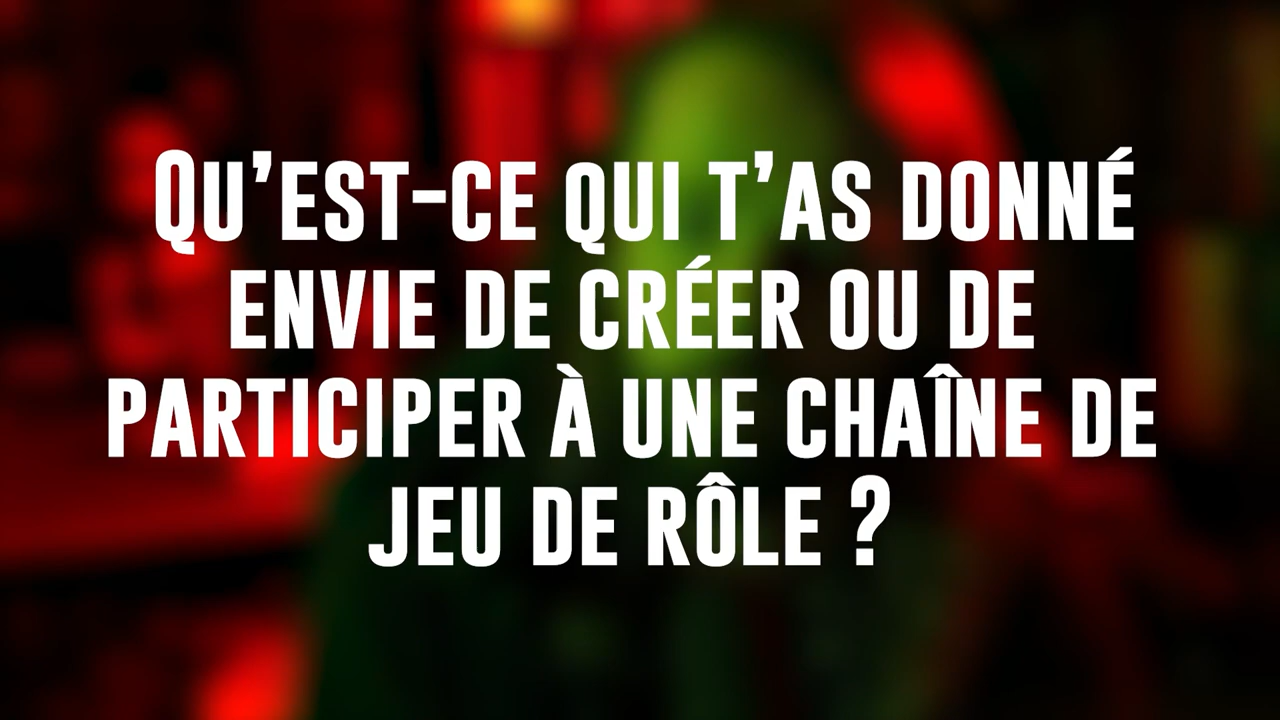 Qu’est-ce qui t’as donné
envie de créer ou de
participer à une chaîne de
jeu de rôle ?